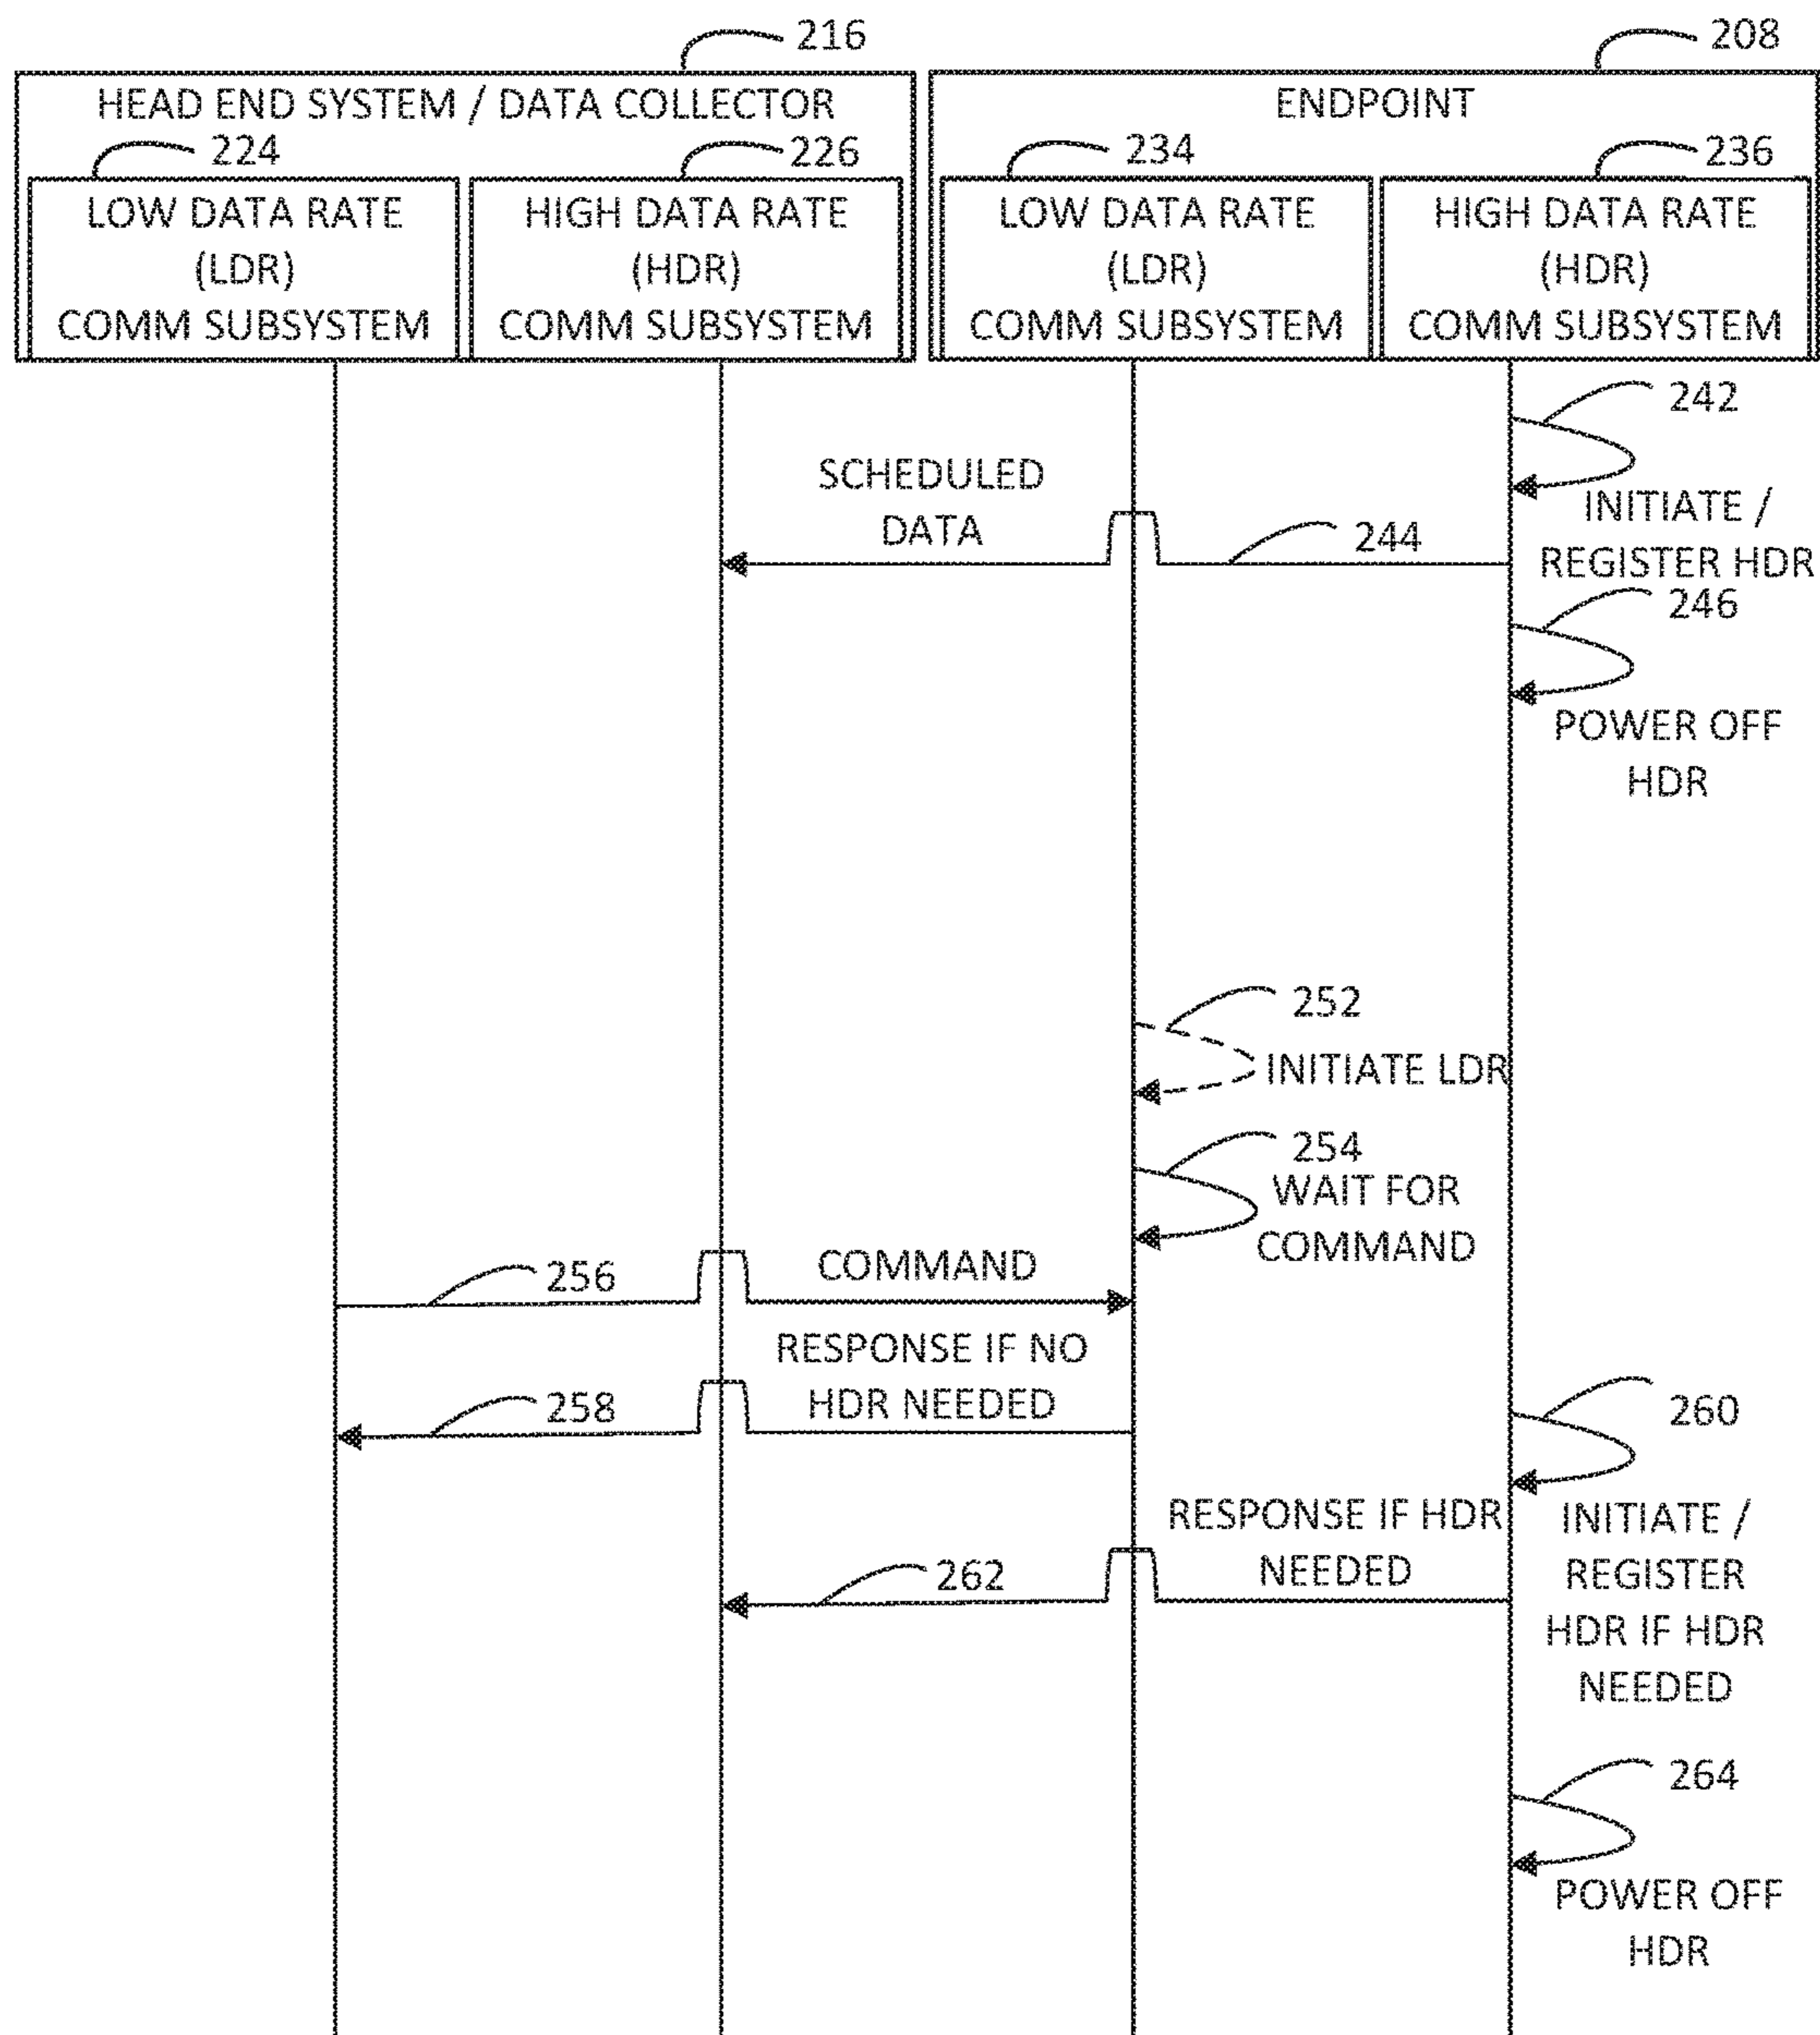 216
208
HEAD END SYSTEM / DATA COLLECTOR
ENDPOINT
224
226
234
236
LOW DATA RATE
(LDR)
COMM SUBSYSTEM
HIGH DATA RATE
(HDR)
COMM SUBSYSTEM
LOW DATA RATE
(LDR)
COMM SUBSYSTEM
HIGH DATA RATE
(HDR)
COMM SUBSYSTEM
242
INITIATE /
REGISTER HDR
SCHEDULED
DATA
244
246
POWER OFF
HDR
252
INITIATE LDR
254
WAIT FOR
COMMAND
256
COMMAND
RESPONSE IF NO
HDR NEEDED
258
260
INITIATE /
REGISTER
HDR IF HDR
NEEDED
RESPONSE IF HDR
NEEDED
262
264
POWER OFF
HDR